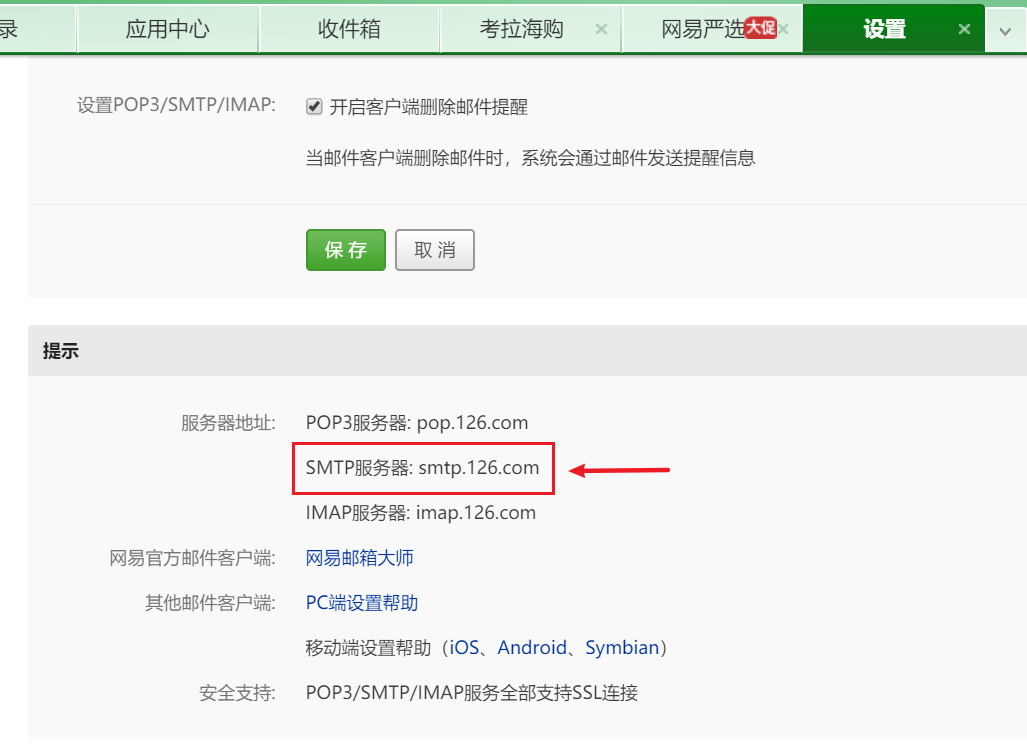 录 应用中心 收件箱 考拉海购 网易严选 大促 设置
设置POP3/SMTP/IMAP: 开启客户端删除邮件提醒
当邮件客户端删除邮件时，系统会通过邮件发送提醒信息
保存 取消
提示
服务器地址: POP3服务器: pop.126.com
SMTP服务器: smtp.126.com
IMAP服务器: imap.126.com
网易官方邮件客户端: 网易邮箱大师
其他邮件客户端: PC端设置帮助
移动端设置帮助（iOS、Android、Symbian）
安全支持: POP3/SMTP/IMAP服务全部支持SSL连接